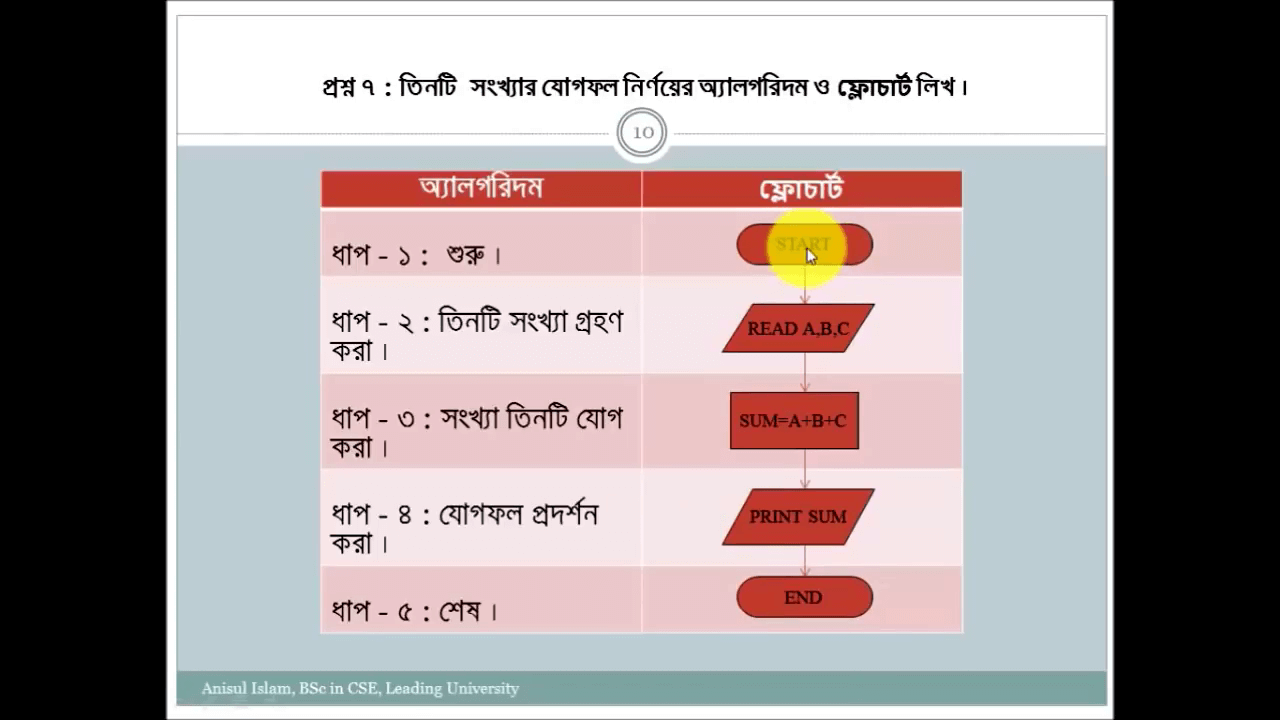 প্রশ্ন ৭ : তিনটি সংখ্যার যোগফল নির্ণয়ের অ্যালগরিদম ও ফ্লোচার্ট লিখ।
10
অ্যালগরিদম
ফ্লোচার্ট
ধাপ - ১ : শুরু।
START
ধাপ - ২ : তিনটি সংখ্যা গ্রহণ
করা।
READ A,B,C
ধাপ - ৩ : সংখ্যা তিনটি যোগ
করা।
SUM=A+B+C
ধাপ - ৪ : যোগফল প্রদর্শন
করা।
PRINT SUM
ধাপ - ৫ : শেষ।
END
Anisul Islam, BSc in CSE, Leading University